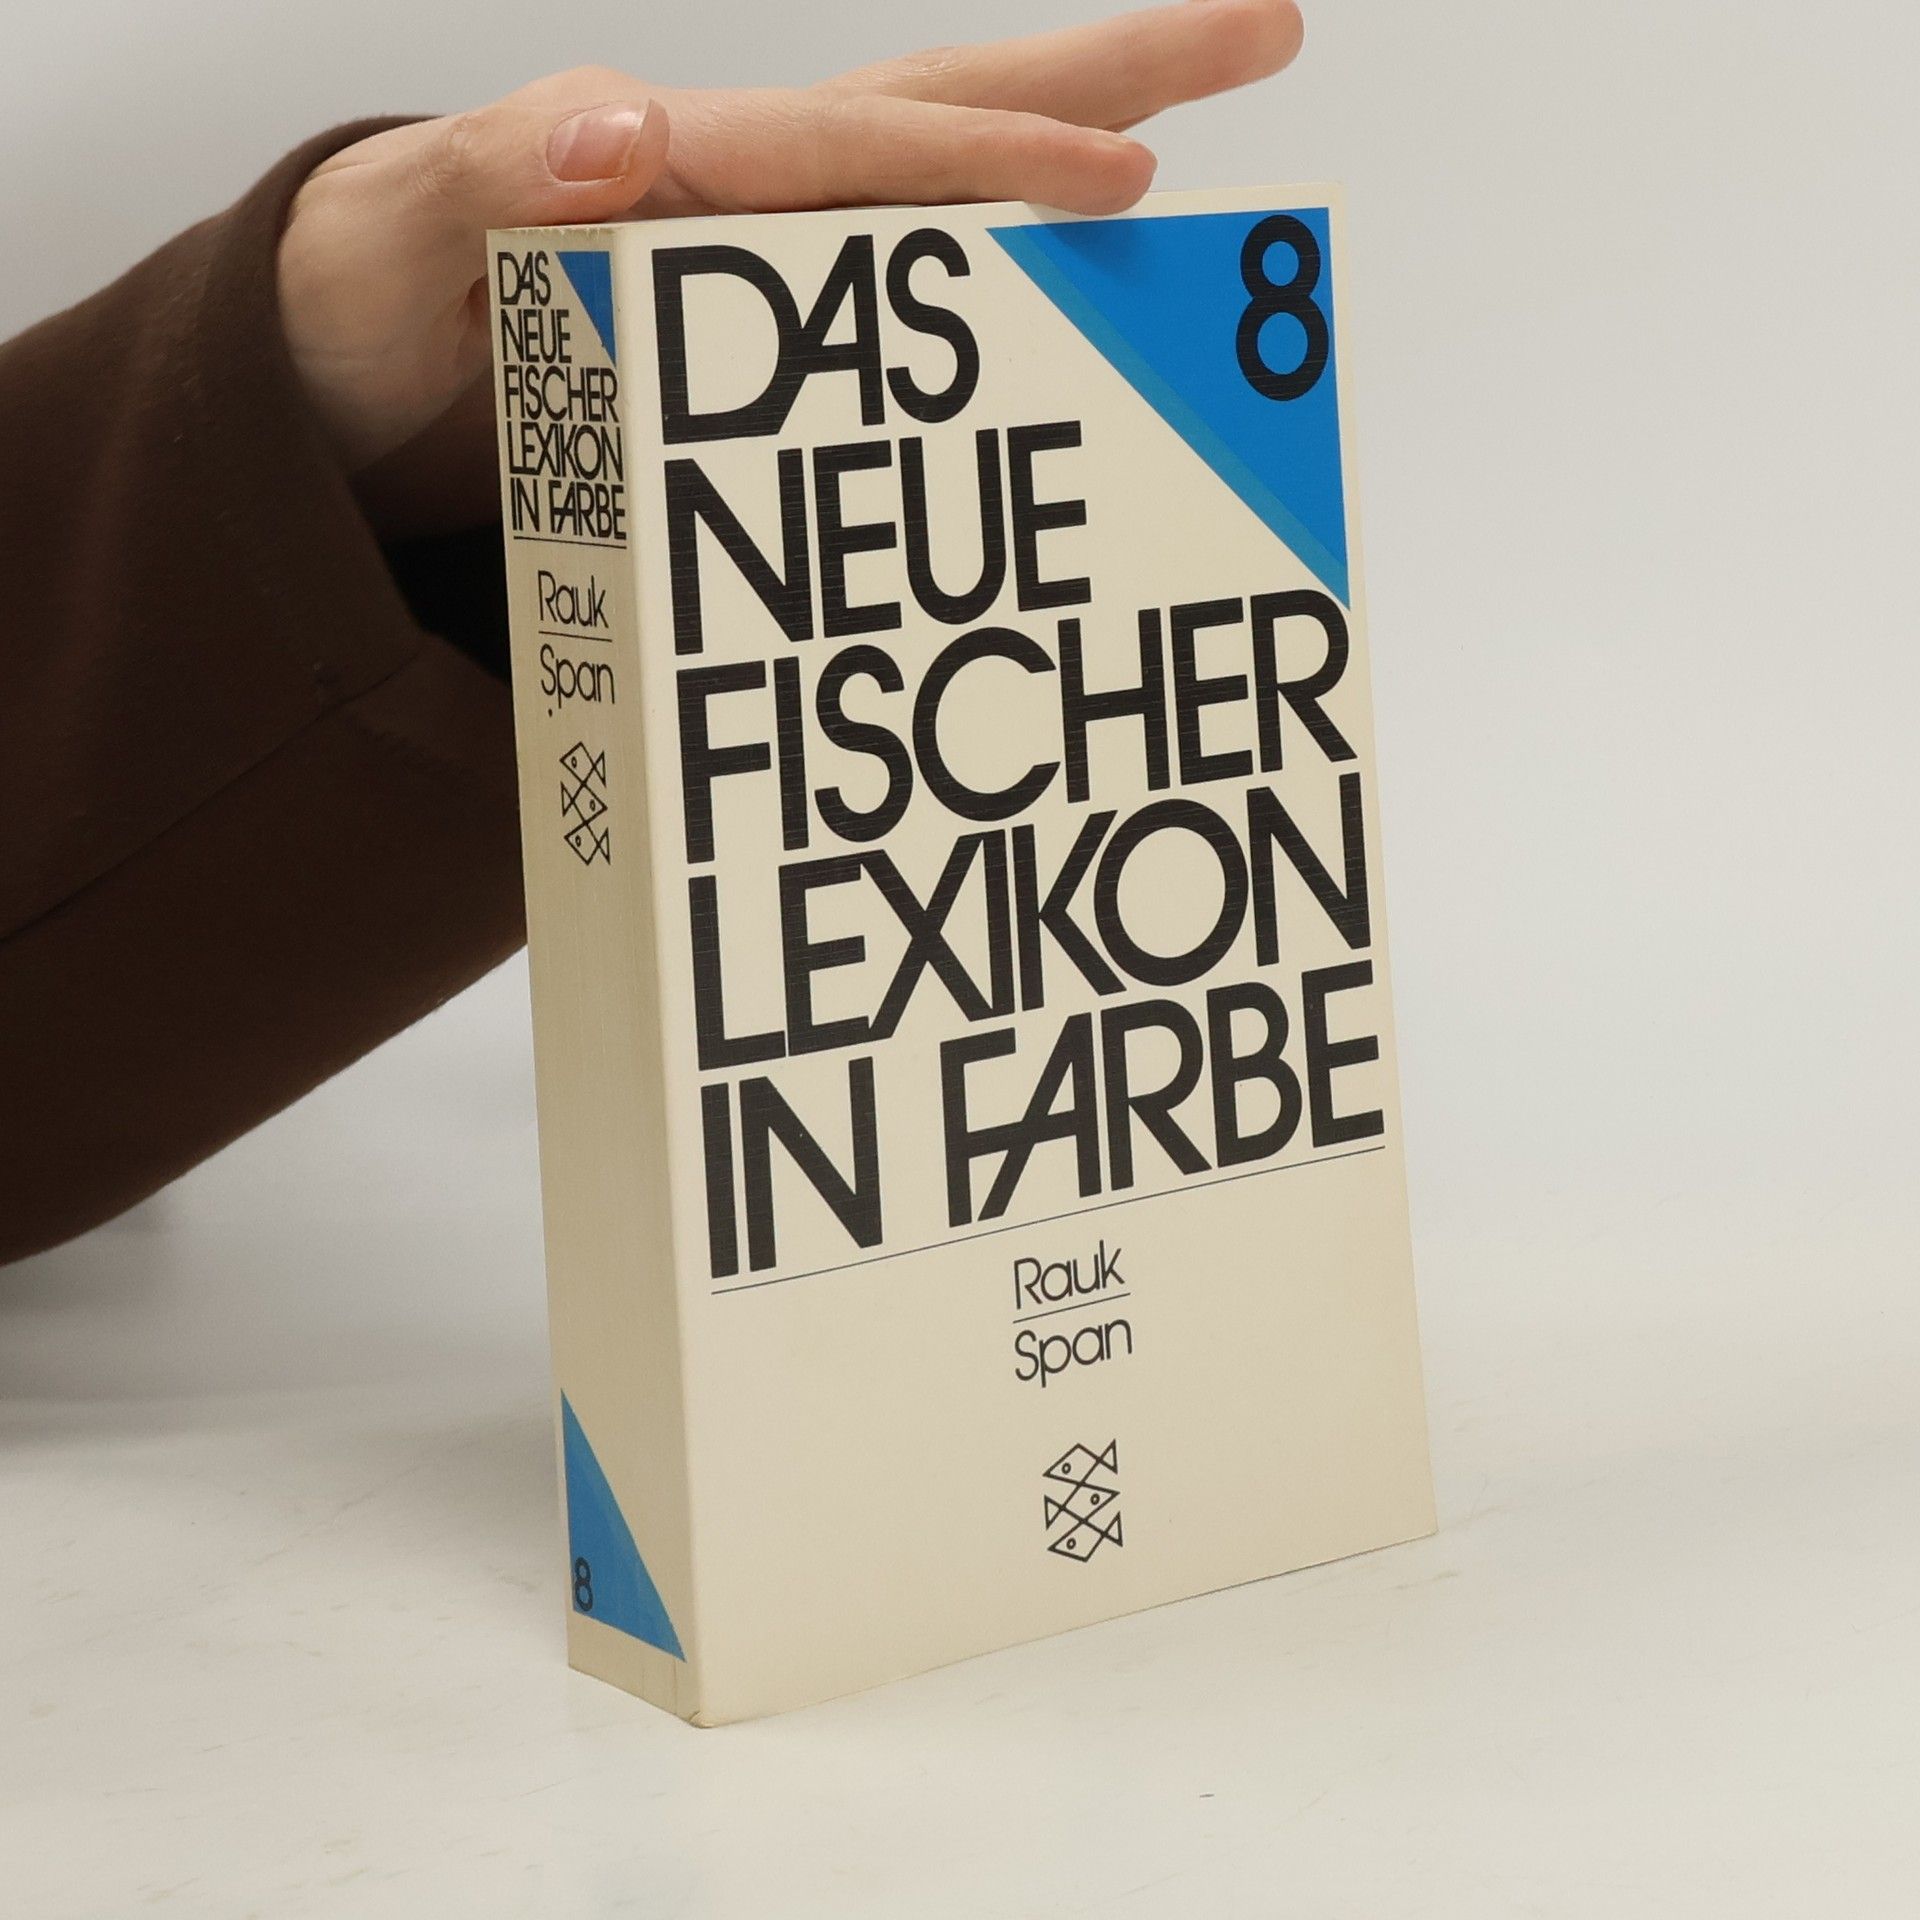 DAS
NEUE
FISCHER
LEXIKON
IN FARBE
Rauk
Span
8
8
DAS
NEUE
FISCHER
LEXIKON
IN FARBE
Rauk
Span